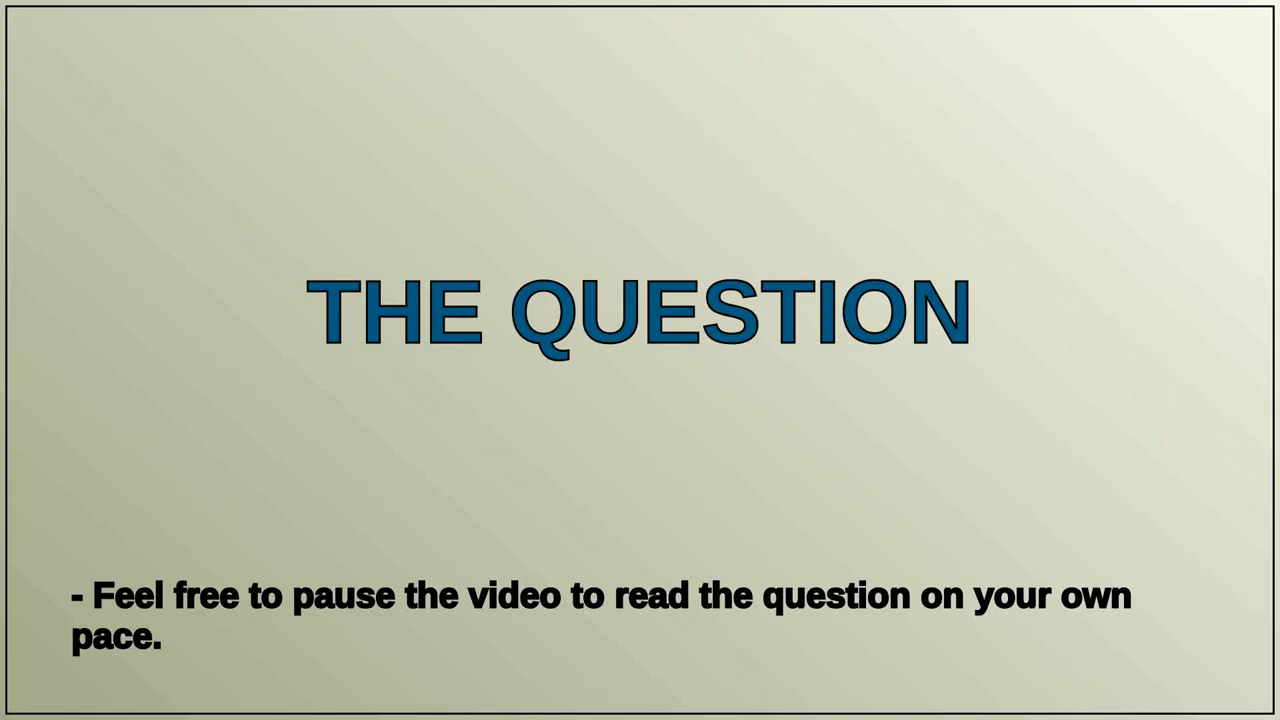 THE QUESTION
- Feel free to pause the video to read the question on your own
pace.